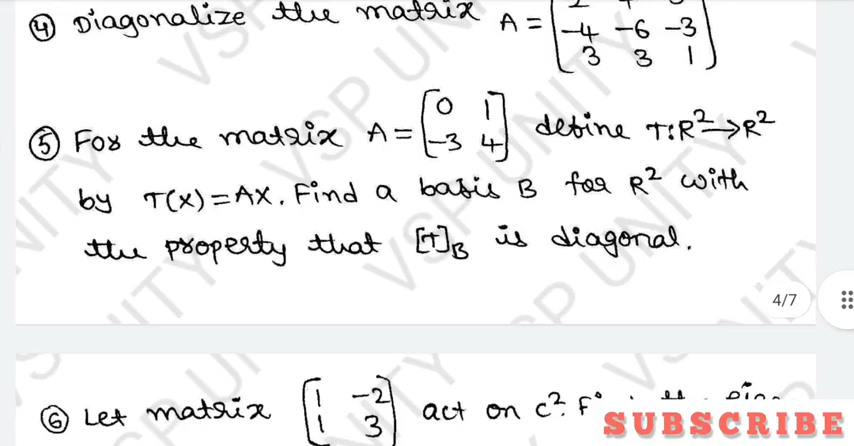 ④ Diagonalize the matrix A =
-4 -6 -3
3 3 1
⑤ For the matrix A = [0 1 define T:R²→R²
-3 4]
by T(x)=AX. Find a basis B for R² with
the property that [T]B is diagonal.
4/7
⑥ Let matrix [1 -2 act on C².
1 3]
SUBSCRIBE
VSP UNITY